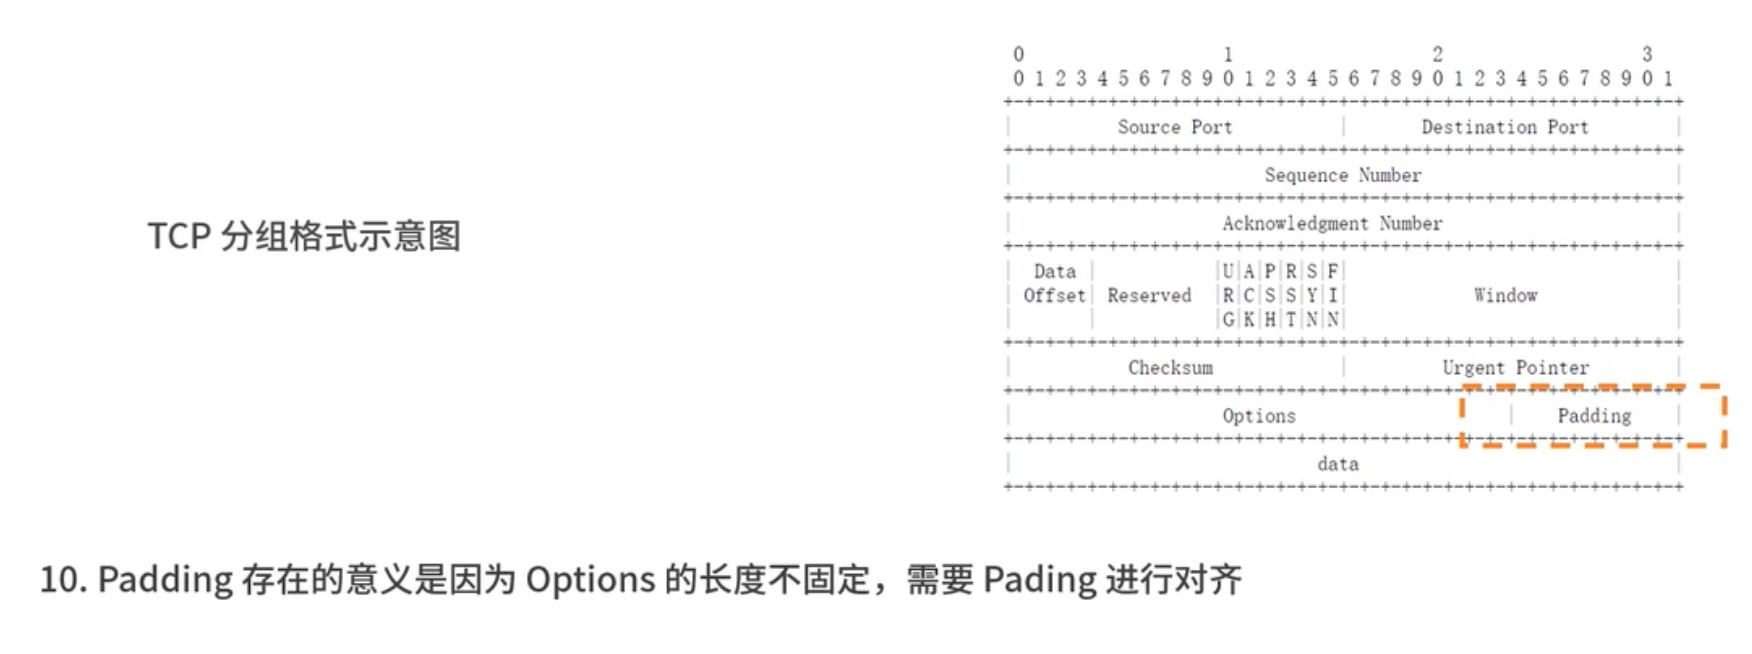 TCP 分组格式示意图
0 1 2 3
0 1 2 3 4 5 6 7 8 9 0 1 2 3 4 5 6 7 8 9 0 1 2 3 4 5 6 7 8 9 0 1
+-+-+-+-+-+-+-+-+-+-+-+-+-+-+-+-+-+-+-+-+-+-+-+-+-+-+-+-+-+-+-+-+
| Source Port | Destination Port |
+-+-+-+-+-+-+-+-+-+-+-+-+-+-+-+-+-+-+-+-+-+-+-+-+-+-+-+-+-+-+-+-+
| Sequence Number |
+-+-+-+-+-+-+-+-+-+-+-+-+-+-+-+-+-+-+-+-+-+-+-+-+-+-+-+-+-+-+-+-+
| Acknowledgment Number |
+-+-+-+-+-+-+-+-+-+-+-+-+-+-+-+-+-+-+-+-+-+-+-+-+-+-+-+-+-+-+-+-+
| Data | |U|A|P|R|S|F| |
| Offset| Reserved |R|C|S|S|Y|I| Window |
| | |G|K|H|T|N|N| |
+-+-+-+-+-+-+-+-+-+-+-+-+-+-+-+-+-+-+-+-+-+-+-+-+-+-+-+-+-+-+-+-+
| Checksum | Urgent Pointer |
+-+-+-+-+-+-+-+-+-+-+-+-+-+-+-+-+-+-+-+-+-+-+-+-+-+-+-+-+-+-+-+-+
| Options | Padding |
+-+-+-+-+-+-+-+-+-+-+-+-+-+-+-+-+-+-+-+-+-+-+-+-+-+-+-+-+-+-+-+-+
| data |
+-+-+-+-+-+-+-+-+-+-+-+-+-+-+-+-+-+-+-+-+-+-+-+-+-+-+-+-+-+-+-+-+
10. Padding 存在的意义是因为 Options 的长度不固定，需要 Pading 进行对齐